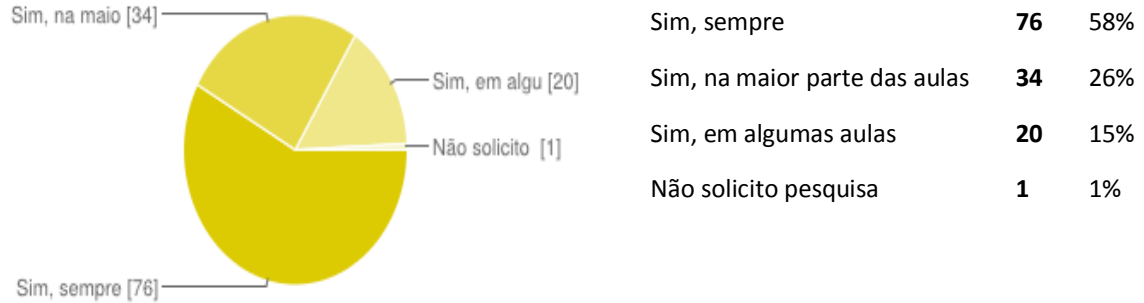 Sim, na maio [34]
Sim, em algu [20]
Não solicito [1]
Sim, sempre [76]
Sim, sempre 76 58%
Sim, na maior parte das aulas 34 26%
Sim, em algumas aulas 20 15%
Não solicito pesquisa 1 1%